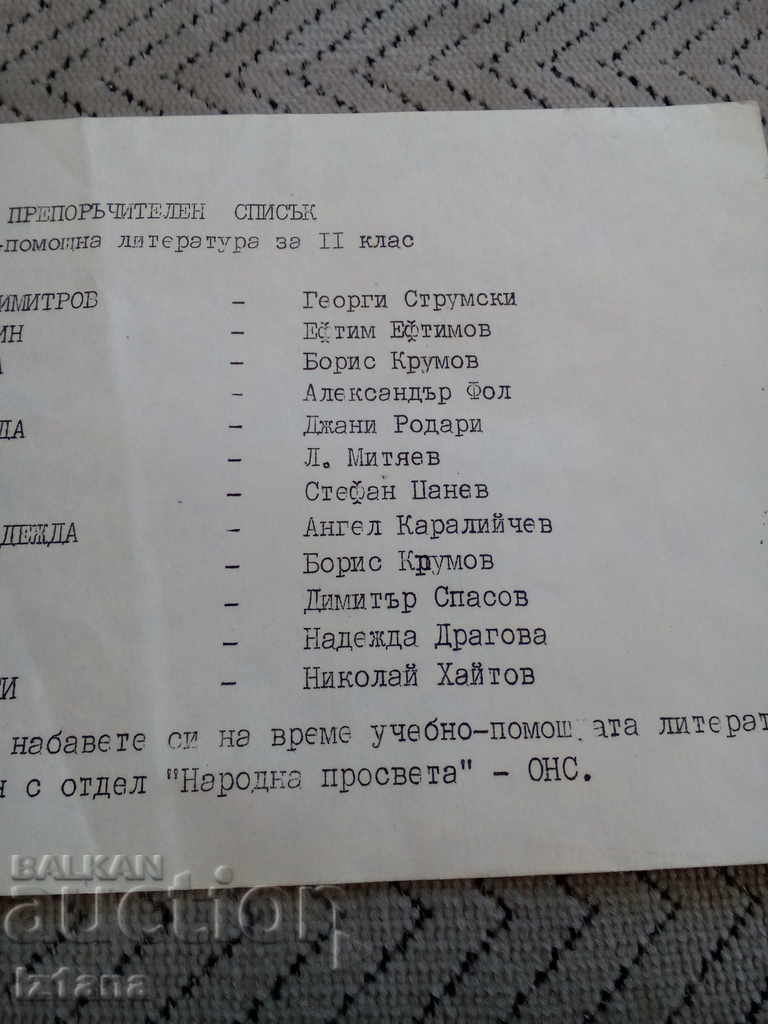 ПРЕПОРЪЧИТЕЛЕН СПИСЪК
-помощна литература за II клас
ИМИТРОВ - Георги Струмски
ИН - Ефтим Ефтимов
А - Борис Крумов
- Александър Фол
ДА - Джани Родари
- Л. Митяев
- Стефан Цанев
ДЕЖДА - Ангел Каралийчев
- Борис Крумов
- Димитър Спасов
- Надежда Драгова
ТИ - Николай Хайтов
набавете си на време учебно-помощната литерат
н с отдел "Народна просвета" - ОНС.
BALKAN
auction
iz1ana